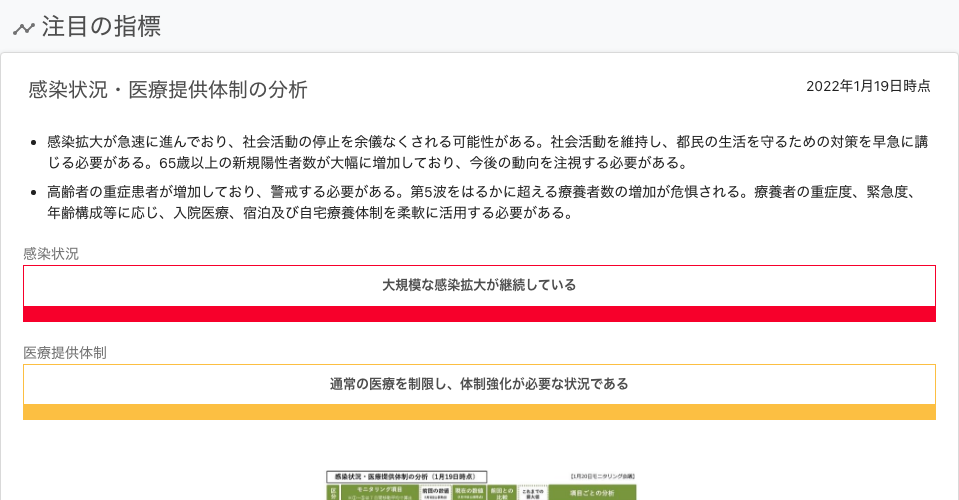 注目の指標
感染状況・医療提供体制の分析
2022年1月19日時点
感染拡大が急速に進んでおり、社会活動の停止を余儀なくされる可能性がある。社会活動を維持し、都民の生活を守るための対策を早急に講
じる必要がある。65歳以上の新規陽性者数が大幅に増加しており、今後の動向を注視する必要がある。
高齢者の重症患者が増加しており、警戒する必要がある。第5波をはるかに超える療養者数の増加が危惧される。療養者の重症度、緊急度、
年齢構成等に応じ、入院医療、宿泊及び自宅療養体制を柔軟に活用する必要がある。
感染状況
大規模な感染拡大が継続している
医療提供体制
通常の医療を制限し、体制強化が必要な状況である
感染状況・医療提供体制の分析（1月19日時点）
【1月20日モニタリング会議】
区
モニタリング項目
前回の数値
現在の数値
前回との
これまでの
項目ごとの分析
最大値